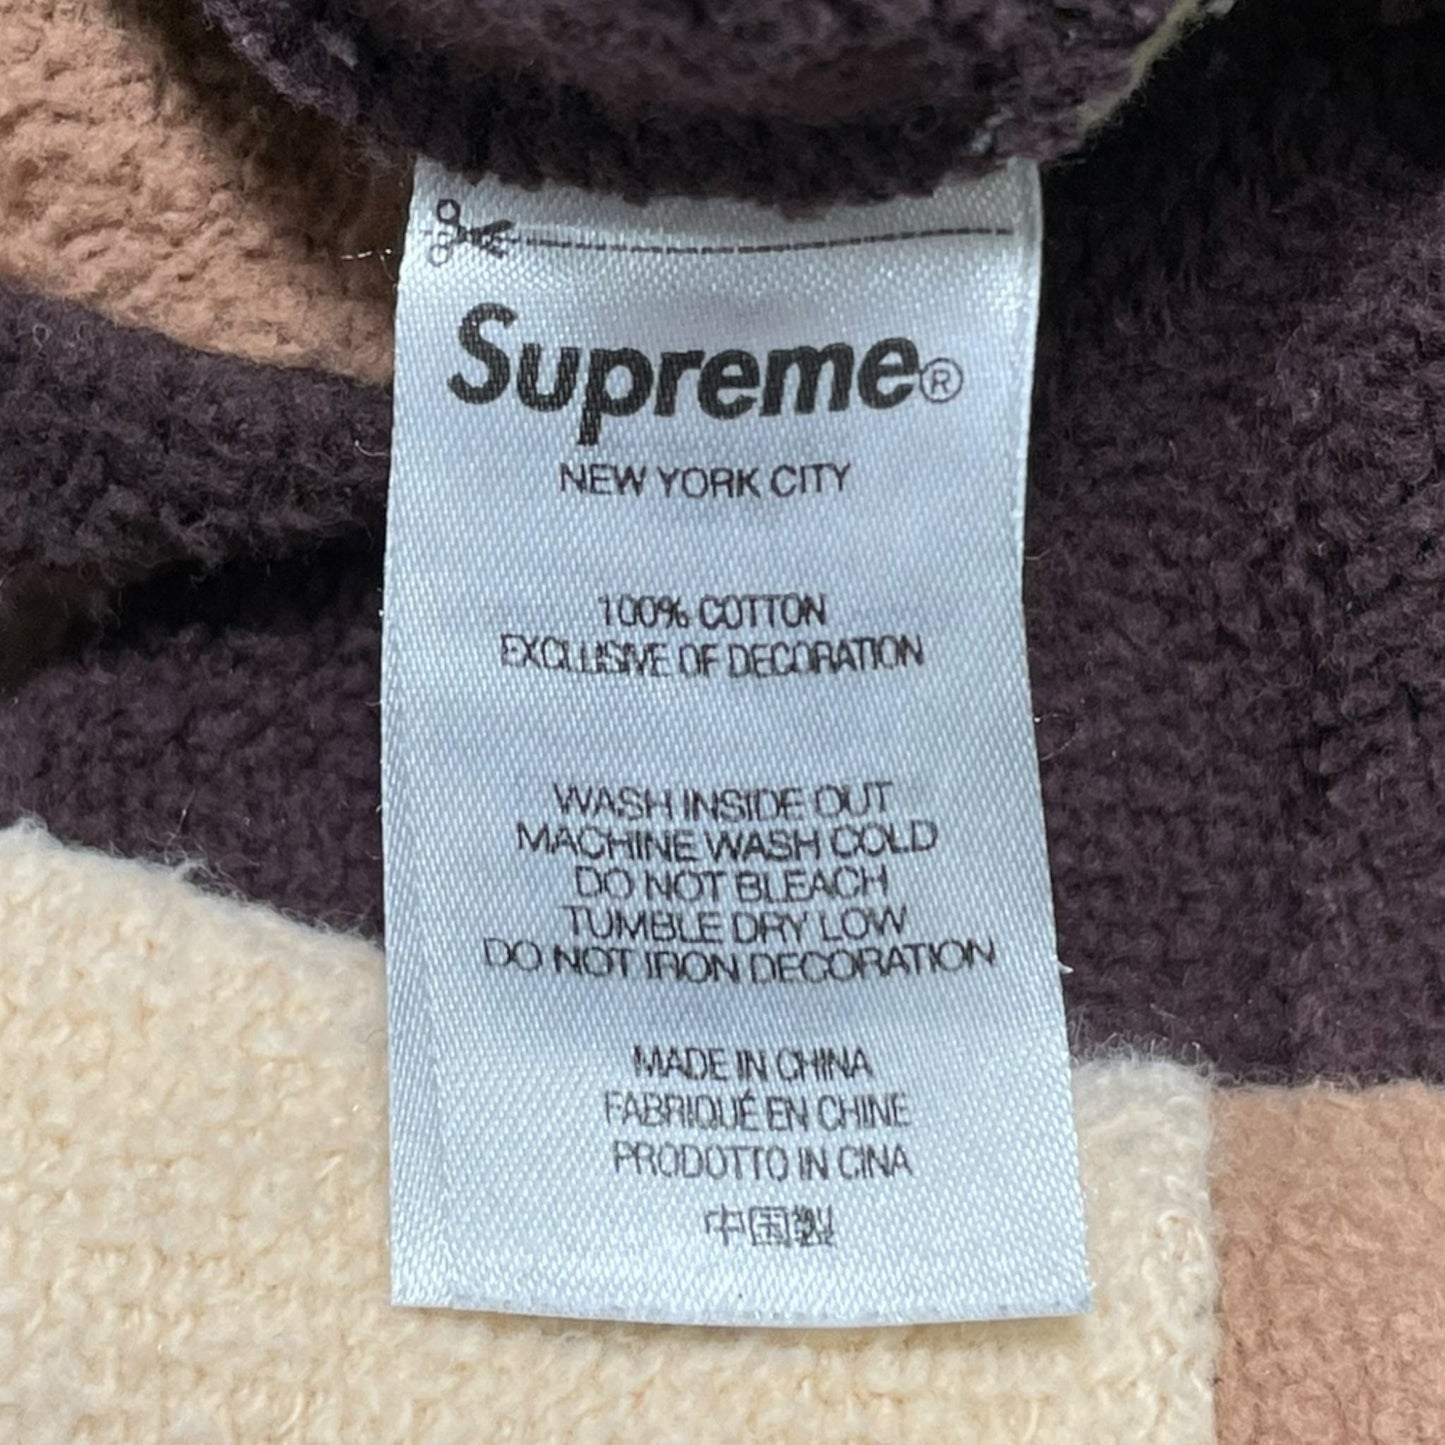 Supreme®
NEW YORK CITY
100% COTTON
EXCLUSIVE OF DECORATION
WASH INSIDE OUT
MACHINE WASH COLD
DO NOT BLEACH
TUMBLE DRY LOW
DO NOT IRON DECORATION
MADE IN CHINA
FABRIQUÉ EN CHINE
PRODOTTO IN CINA
中国製